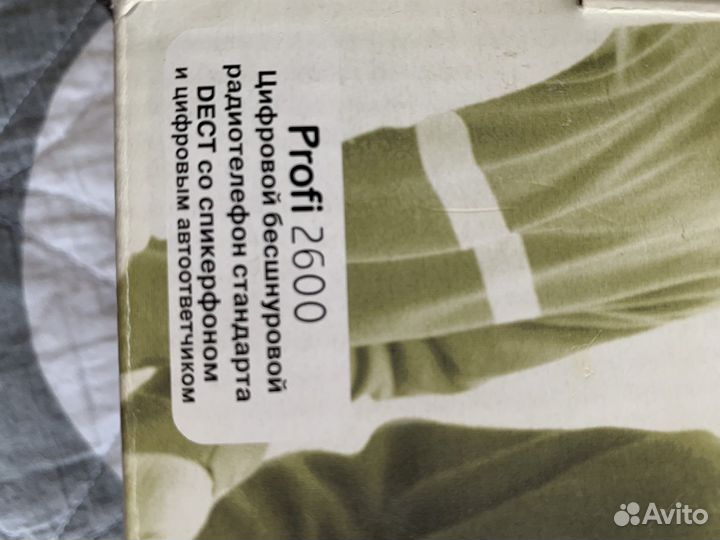 Profi 2600
Цифровой бесшнуровой
радиотелефон стандарта
DECT со спикерфоном
и цифровым автоответчиком
Avito